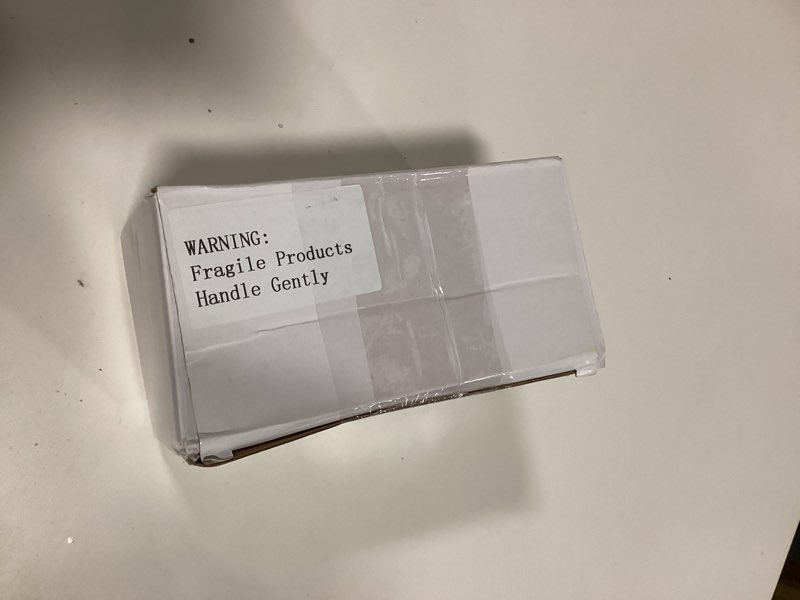 WARNING:
Fragile Products
Handle Gently